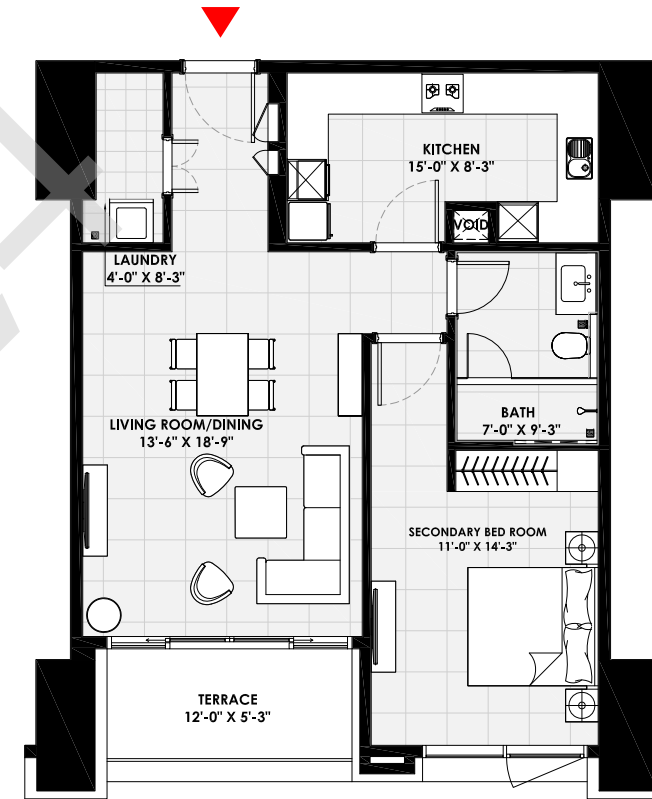 KITCHEN
15'-0" X 8'-3"
VOID
LAUNDRY
4'-0" X 8'-3"
BATH
7'-0" X 9'-3"
LIVING ROOM/DINING
13'-6" X 18'-9"
SECONDARY BED ROOM
11'-0" X 14'-3"
TERRACE
12'-0" X 5'-3"